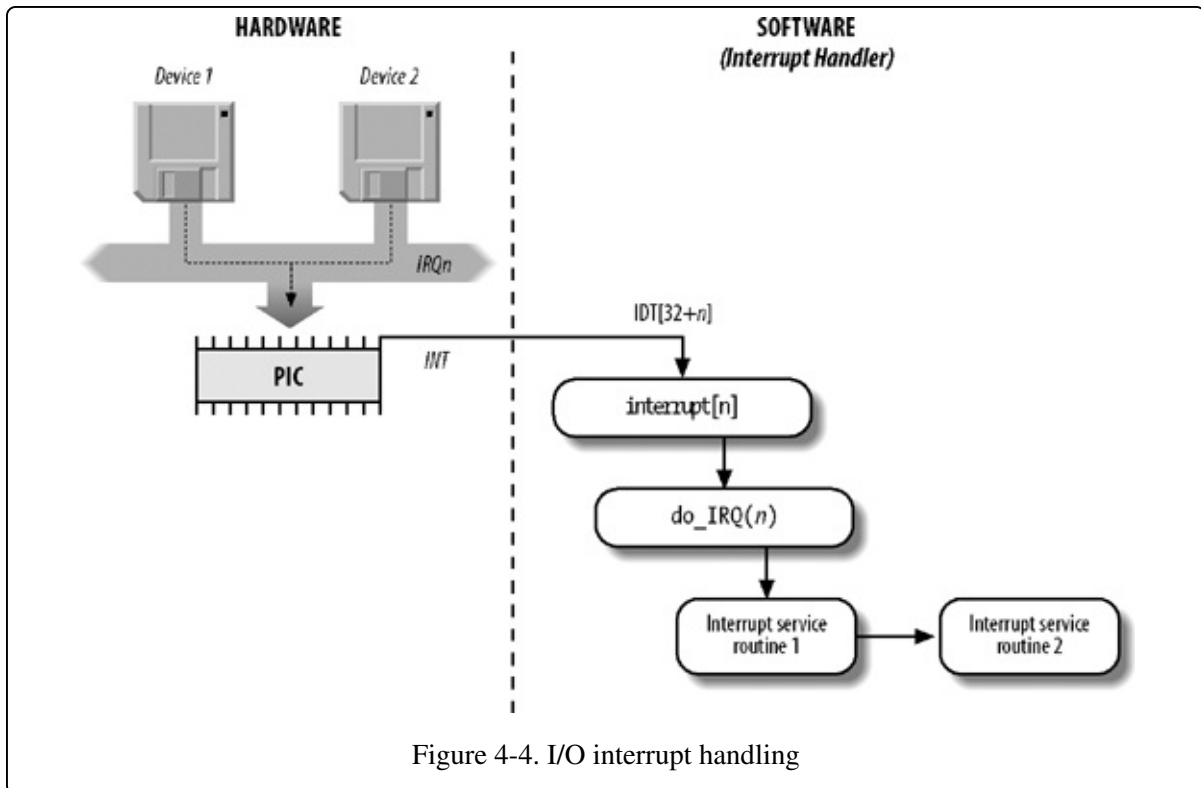 HARDWARE
SOFTWARE
(Interrupt Handler)
Device 1
Device 2
IRQn
PIC
INT
IDT[32+n]
interrupt[n]
do_IRQ(n)
Interrupt service
routine 1
Interrupt service
routine 2
Figure 4-4. I/O interrupt handling